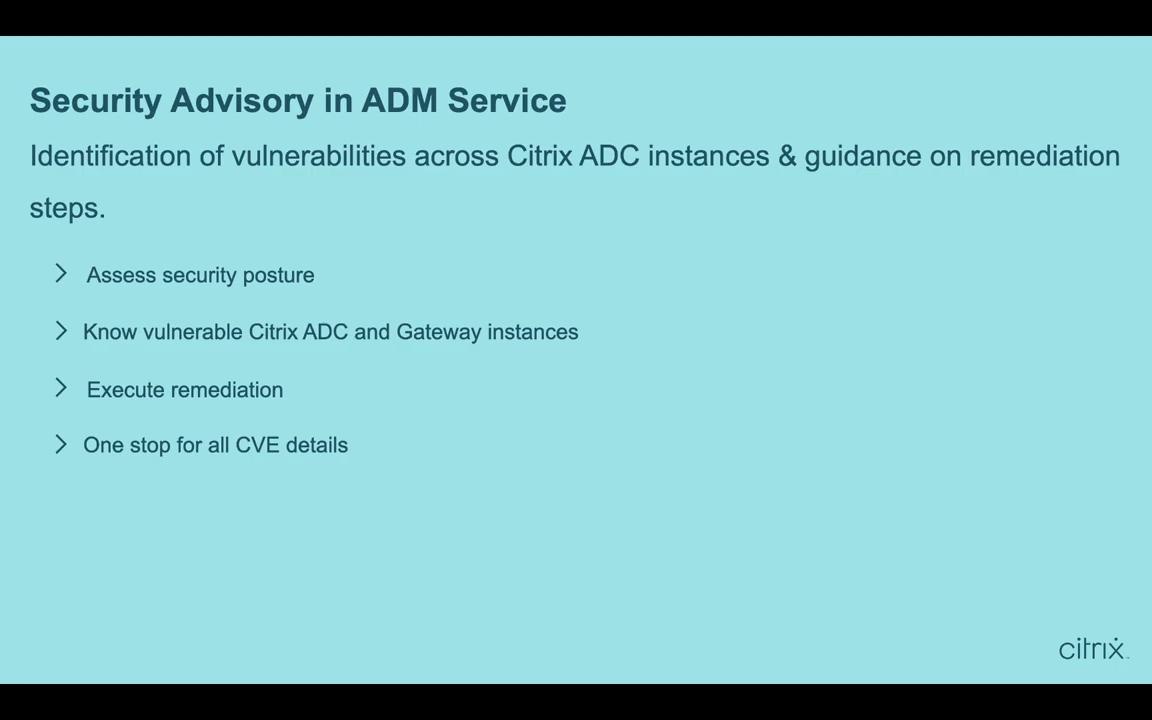 Security Advisory in ADM Service
Identification of vulnerabilities across Citrix ADC instances & guidance on remediation
steps.
Assess security posture
Know vulnerable Citrix ADC and Gateway instances
Execute remediation
One stop for all CVE details
citrix